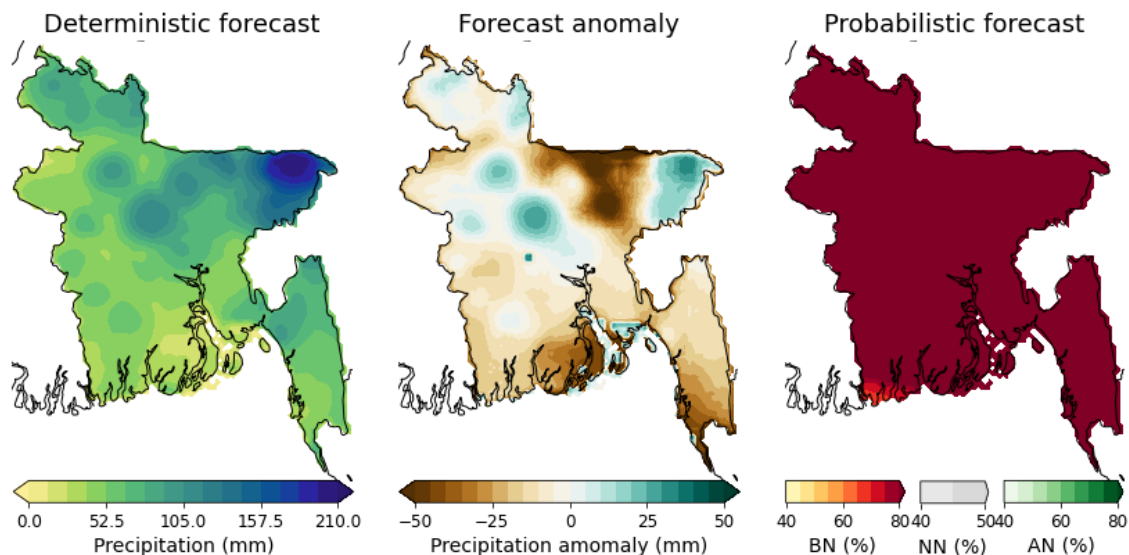 Deterministic forecast
Forecast anomaly
Probabilistic forecast
0.0 52.5 105.0 157.5 210.0
Precipitation (mm)
−50 −25 0 25 50
Precipitation amomaly (mm)
40 60 80
BN (%)
40 50
NN (%)
40 60 80
AN (%)